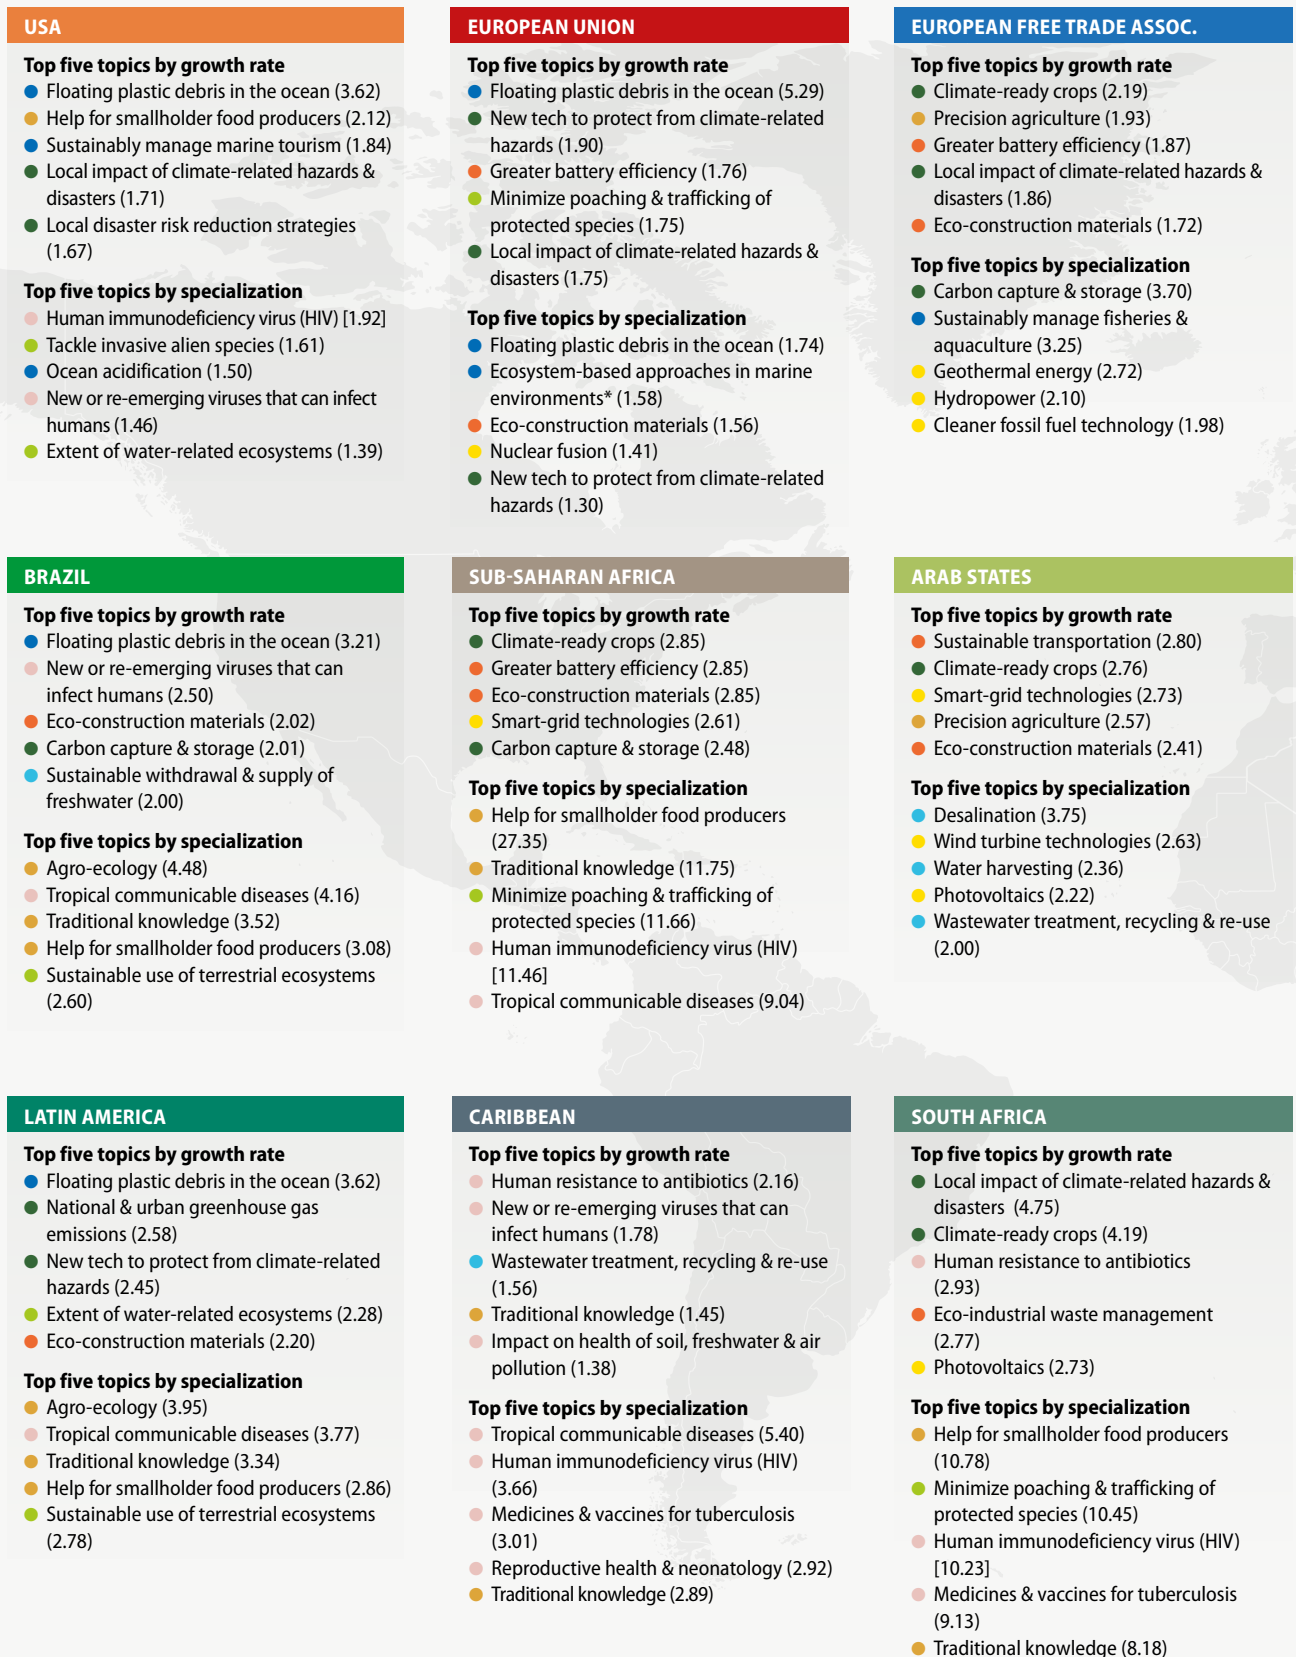 USA
Top five topics by growth rate
Floating plastic debris in the ocean (3.62)
Help for smallholder food producers (2.12)
Sustainably manage marine tourism (1.84)
Local impact of climate-related hazards &
disasters (1.71)
Local disaster risk reduction strategies
(1.67)
Top five topics by specialization
Human immunodeficiency virus (HIV) [1.92]
Tackle invasive alien species (1.61)
Ocean acidification (1.50)
New or re-emerging viruses that can infect
humans (1.46)
Extent of water-related ecosystems (1.39)
EUROPEAN UNION
Top five topics by growth rate
Floating plastic debris in the ocean (5.29)
New tech to protect from climate-related
hazards (1.90)
Greater battery efficiency (1.76)
Minimize poaching & trafficking of
protected species (1.75)
Local impact of climate-related hazards &
disasters (1.75)
Top five topics by specialization
Floating plastic debris in the ocean (1.74)
Ecosystem-based approaches in marine
environments* (1.58)
Eco-construction materials (1.56)
Nuclear fusion (1.41)
New tech to protect from climate-related
hazards (1.30)
EUROPEAN FREE TRADE ASSOC.
Top five topics by growth rate
Climate-ready crops (2.19)
Precision agriculture (1.93)
Greater battery efficiency (1.87)
Local impact of climate-related hazards &
disasters (1.86)
Eco-construction materials (1.72)
Top five topics by specialization
Carbon capture & storage (3.70)
Sustainably manage fisheries &
aquaculture (3.25)
Geothermal energy (2.72)
Hydropower (2.10)
Cleaner fossil fuel technology (1.98)
BRAZIL
Top five topics by growth rate
Floating plastic debris in the ocean (3.21)
New or re-emerging viruses that can
infect humans (2.50)
Eco-construction materials (2.02)
Carbon capture & storage (2.01)
Sustainable withdrawal & supply of
freshwater (2.00)
Top five topics by specialization
Agro-ecology (4.48)
Tropical communicable diseases (4.16)
Traditional knowledge (3.52)
Help for smallholder food producers (3.08)
Sustainable use of terrestrial ecosystems
(2.60)
SUB-SAHARAN AFRICA
Top five topics by growth rate
Climate-ready crops (2.85)
Greater battery efficiency (2.85)
Eco-construction materials (2.85)
Smart-grid technologies (2.61)
Carbon capture & storage (2.48)
Top five topics by specialization
Help for smallholder food producers
(27.35)
Traditional knowledge (11.75)
Minimize poaching & trafficking of
protected species (11.66)
Human immunodeficiency virus (HIV)
[11.46]
Tropical communicable diseases (9.04)
ARAB STATES
Top five topics by growth rate
Sustainable transportation (2.80)
Climate-ready crops (2.76)
Smart-grid technologies (2.73)
Precision agriculture (2.57)
Eco-construction materials (2.41)
Top five topics by specialization
Desalination (3.75)
Wind turbine technologies (2.63)
Water harvesting (2.36)
Photovoltaics (2.22)
Wastewater treatment, recycling & re-use
(2.00)
LATIN AMERICA
Top five topics by growth rate
Floating plastic debris in the ocean (3.62)
National & urban greenhouse gas
emissions (2.58)
New tech to protect from climate-related
hazards (2.45)
Extent of water-related ecosystems (2.28)
Eco-construction materials (2.20)
Top five topics by specialization
Agro-ecology (3.95)
Tropical communicable diseases (3.77)
Traditional knowledge (3.34)
Help for smallholder food producers (2.86)
Sustainable use of terrestrial ecosystems
(2.78)
CARIBBEAN
Top five topics by growth rate
Human resistance to antibiotics (2.16)
New or re-emerging viruses that can
infect humans (1.78)
Wastewater treatment, recycling & re-use
(1.56)
Traditional knowledge (1.45)
Impact on health of soil, freshwater & air
pollution (1.38)
Top five topics by specialization
Tropical communicable diseases (5.40)
Human immunodeficiency virus (HIV)
(3.66)
Medicines & vaccines for tuberculosis
(3.01)
Reproductive health & neonatology (2.92)
Traditional knowledge (2.89)
SOUTH AFRICA
Top five topics by growth rate
Local impact of climate-related hazards &
disasters (4.75)
Climate-ready crops (4.19)
Human resistance to antibiotics
(2.93)
Eco-industrial waste management
(2.77)
Photovoltaics (2.73)
Top five topics by specialization
Help for smallholder food producers
(10.78)
Minimize poaching & trafficking of
protected species (10.45)
Human immunodeficiency virus (HIV)
[10.23]
Medicines & vaccines for tuberculosis
(9.13)
Traditional knowledge (8.18)